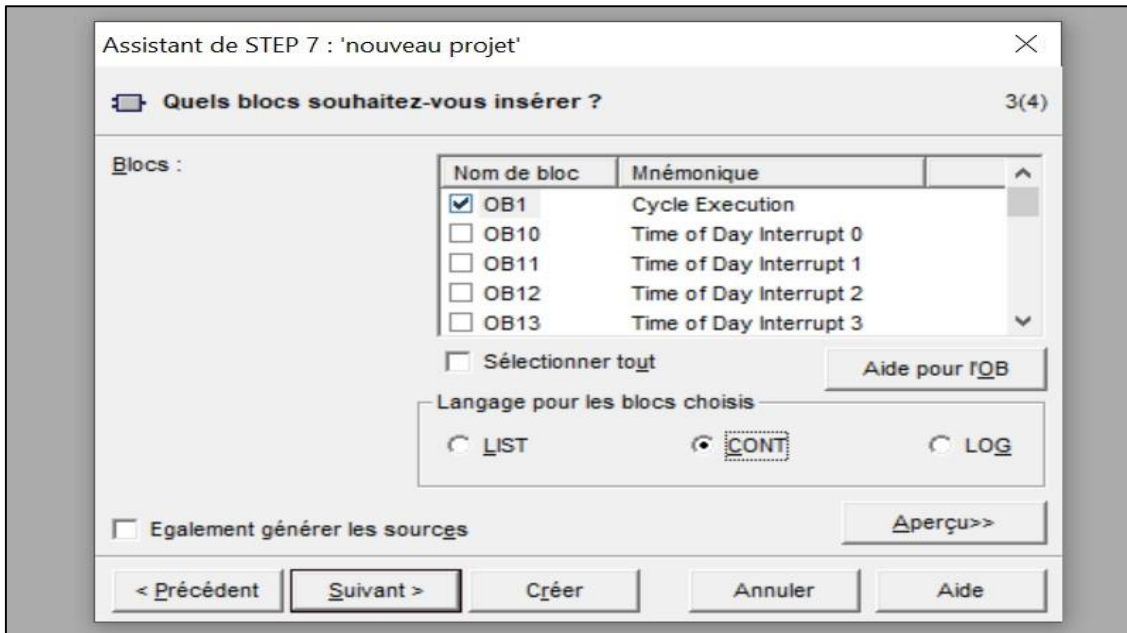 Assistant de STEP 7 : 'nouveau projet'
Quels blocs souhaitez-vous insérer ? 3(4)
Blocs :
Nom de bloc Mnémonique
OB1 Cycle Execution
OB10 Time of Day Interrupt 0
OB11 Time of Day Interrupt 1
OB12 Time of Day Interrupt 2
OB13 Time of Day Interrupt 3
Sélectionner tout
Aide pour l'OB
Langage pour les blocs choisis
LIST CONT LOG
Egalement générer les sources
Aperçu>>
< Précédent Suivant > Créer Annuler Aide